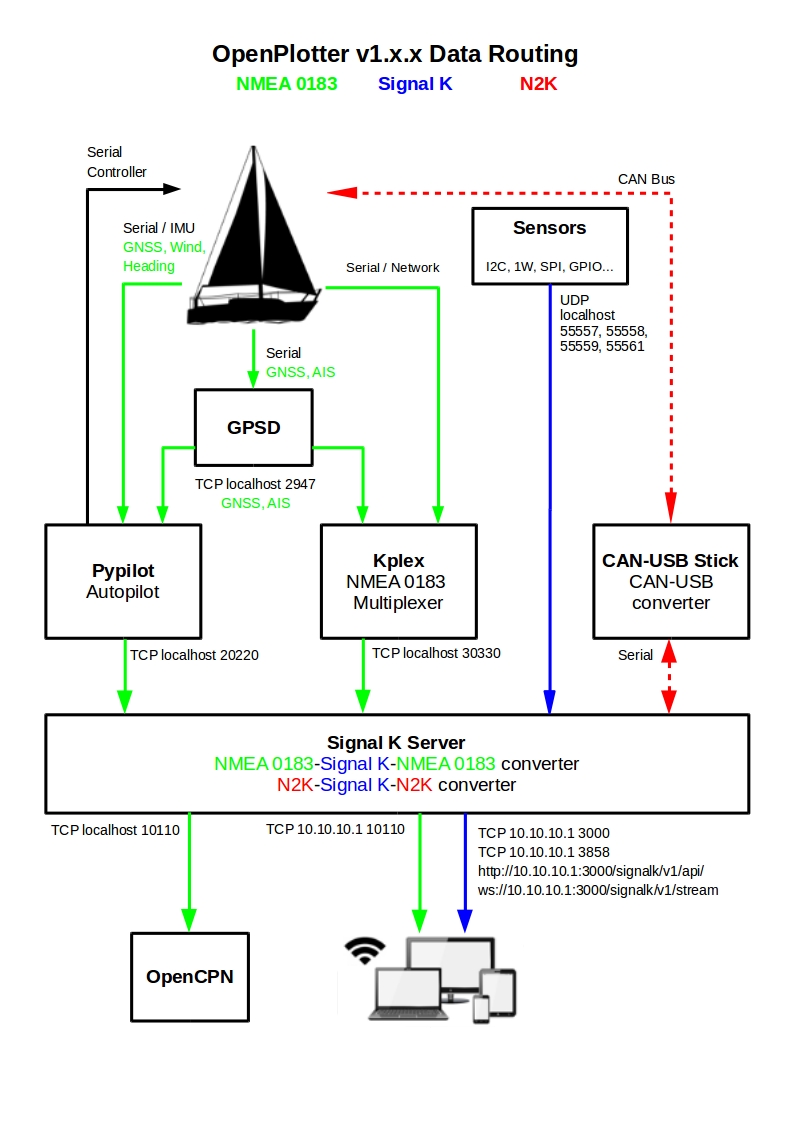 OpenPlotter v1.x.x Data Routing
NMEA 0183 Signal K N2K
Serial
Controller
CAN Bus
Serial / IMU
GNSS, Wind,
Heading
Serial / Network
Sensors
I2C, 1W, SPI, GPIO...
UDP
localhost
55557, 55558,
55559, 55561
Serial
GNSS, AIS
GPSD
TCP localhost 2947
GNSS, AIS
Pypilot
Autopilot
Kplex
NMEA 0183
Multiplexer
CAN-USB Stick
CAN-USB
converter
TCP localhost 20220
TCP localhost 30330
Serial
Signal K Server
NMEA 0183-Signal K-NMEA 0183 converter
N2K-Signal K-N2K converter
TCP localhost 10110
TCP 10.10.10.1 10110
TCP 10.10.10.1 3000
TCP 10.10.10.1 3858
http://10.10.10.1:3000/signalk/v1/api/
ws://10.10.10.1:3000/signalk/v1/stream
OpenCPN